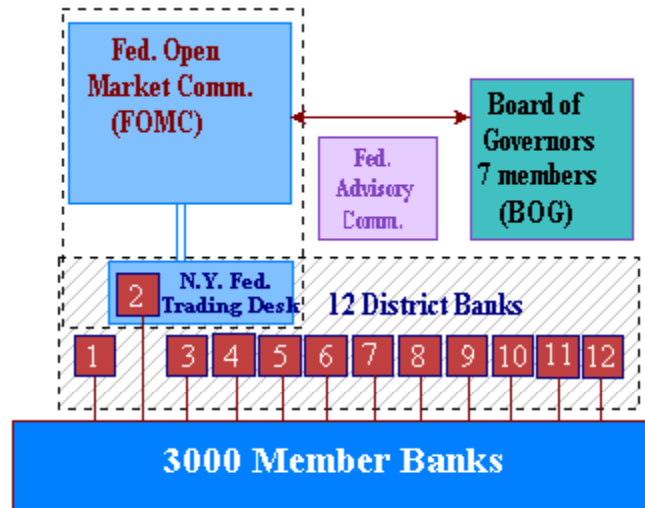 Fed. Open
Market Comm.
(FOMC)
Board of
Governors
7 members
(BOG)
Fed.
Advisory
Comm.
N.Y. Fed.
Trading Desk
2
12 District Banks
1 3 4 5 6 7 8 9 10 11 12
3000 Member Banks